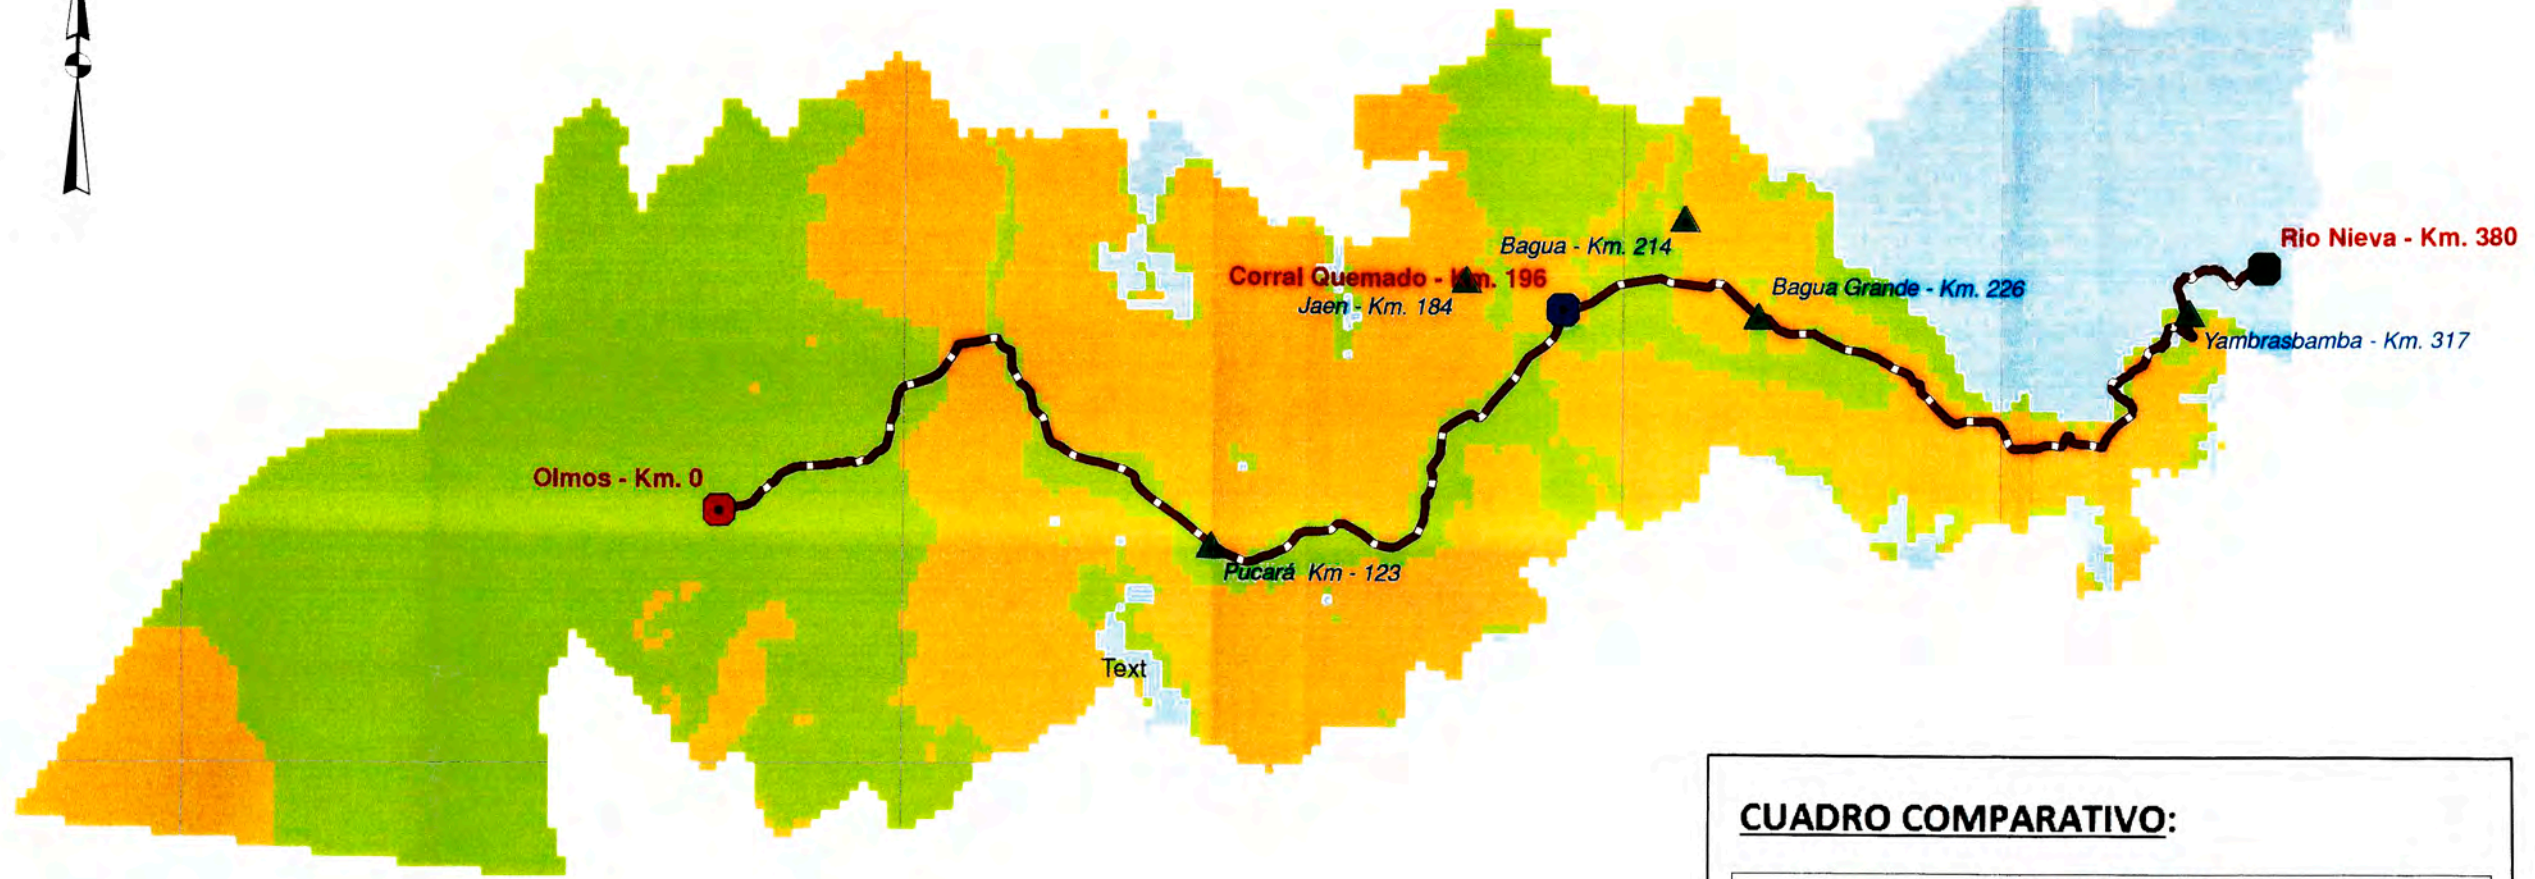 Rio Nieva - Km. 380
Bagua - Km. 214
Corral Quemado - Km. 196
Bagua Grande - Km. 226
Jaen - Km. 184
Yambrasbamba - Km. 317
Olmos - Km. 0
Pucará Km - 123
Text
CUADRO COMPARATIVO: